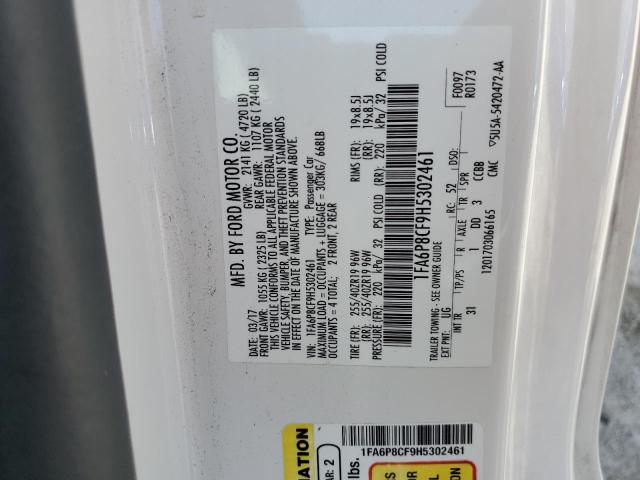 MFD. BY FORD MOTOR CO.
DATE: 03/17 GVWR: 2141 KG ( 4720 LB)
FRONT GAWR: 1055 KG ( 2325 LB) REAR GAWR: 1107 KG ( 2440 LB)
THIS VEHICLE CONFORMS TO ALL APPLICABLE FEDERAL MOTOR
VEHICLE SAFETY, BUMPER, AND THEFT PREVENTION STANDARDS
IN EFFECT ON THE DATE OF MANUFACTURE SHOWN ABOVE.
VIN: 1FA6P8CF9H5302461 TYPE: Passenger Car
MAXIMUM LOAD = OCCUPANTS + LUGGAGE = 303KG/ 668LB
OCCUPANTS = 4 TOTAL; 2 FRONT, 2 REAR
TIRE (FR): 255/40ZR19 96W RIMS (FR): 19x8.5J
(RR): 255/40ZR19 96W (RR): 19x8.5J
PRESSURE (FR): 220 kPa/ 32 PSI COLD (RR): 220 kPa/ 32 PSI COLD
1FA6P8CF9H5302461
TRAILER TOWING - SEE OWNER GUIDE F0097
R0173
EXT PNT: UG RC: 52 DSO:
INT TR TP/PS R AXLE TR SPR
31 1 DD 3 CCBB
1201703066165 CMC 5U5A-5420472-AA
MATION
AR: 2
lbs.
1FA6P8CF9H5302461